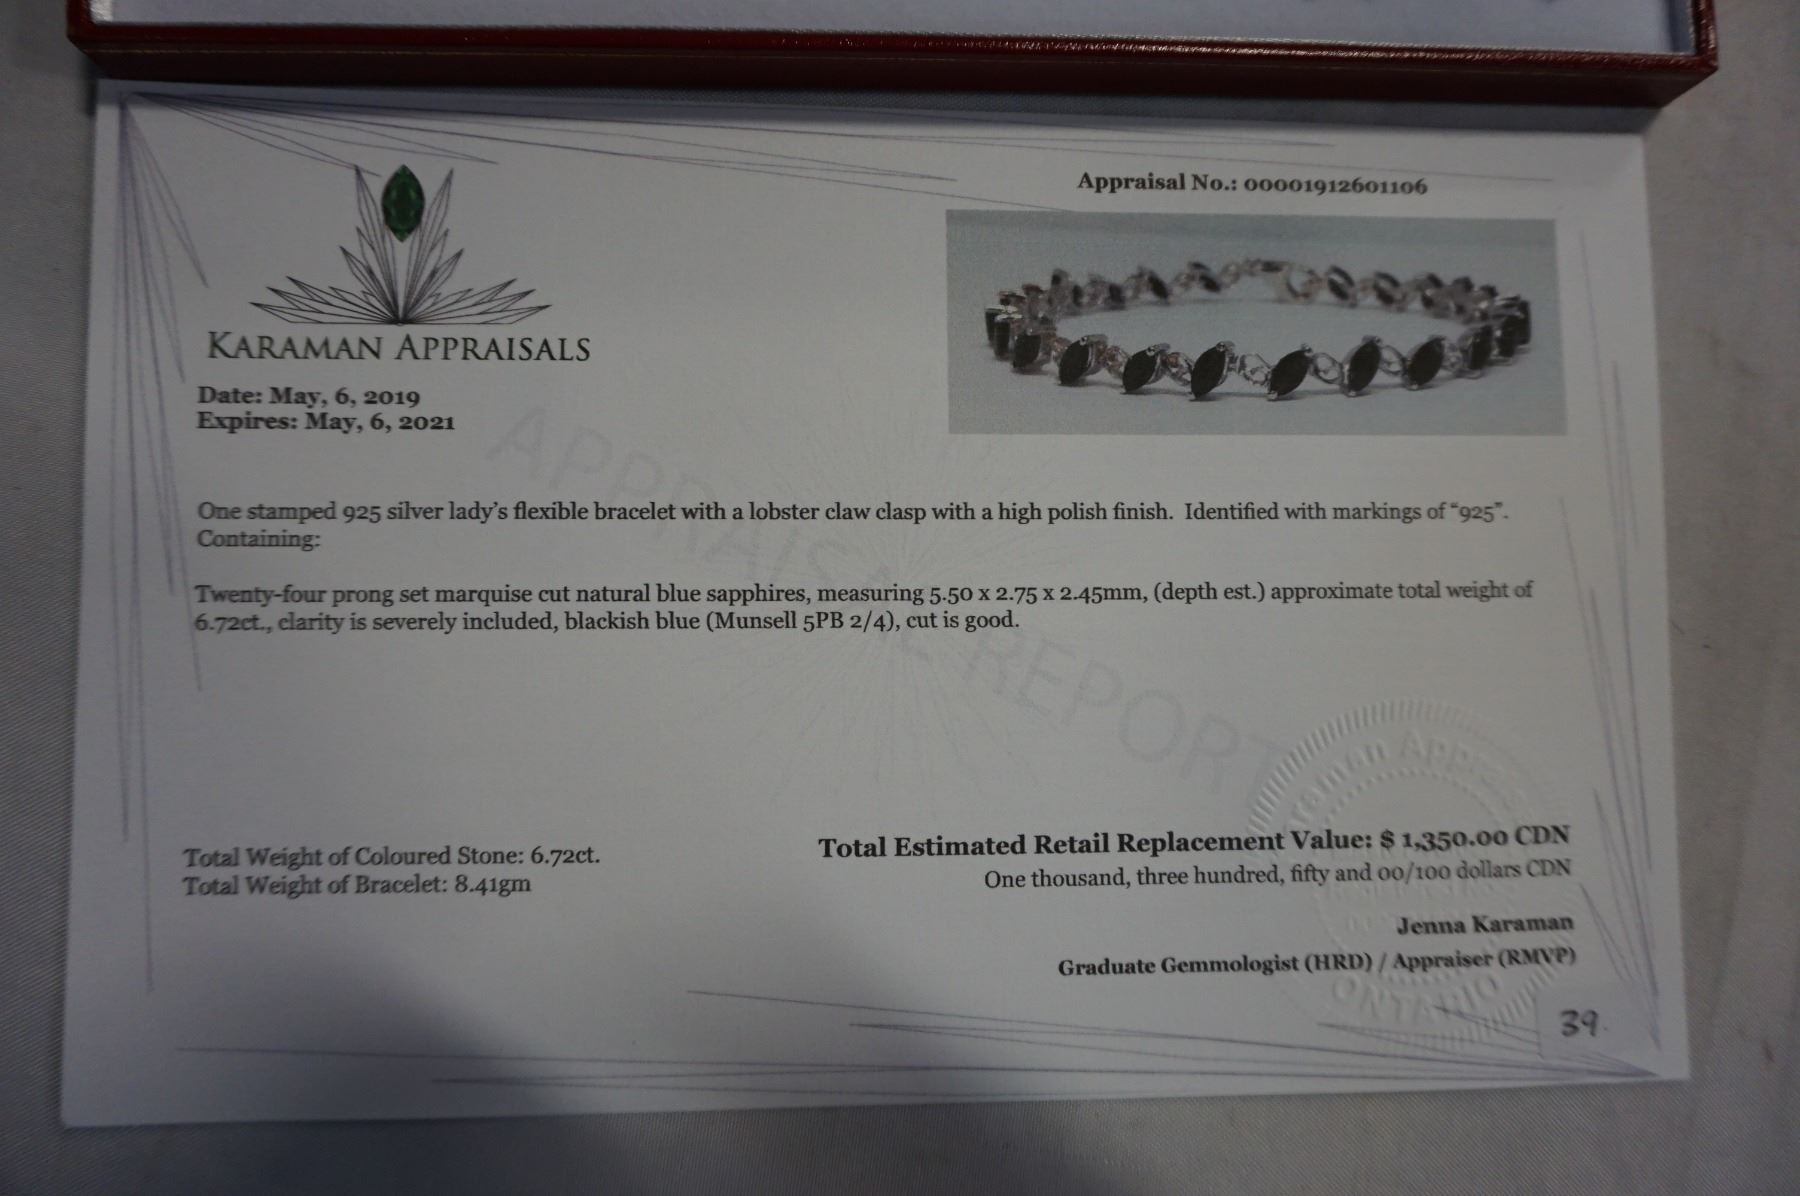 Appraisal No.: 00001912601106
KARAMAN APPRAISALS
Date: May, 6, 2019
Expires: May, 6, 2021
One stamped 925 silver lady's flexible bracelet with a lobster claw clasp with a high polish finish. Identified with markings of "925".
Containing:
Twenty-four prong set marquise cut natural blue sapphires, measuring 5.50 x 2.75 x 2.45mm, (depth est.) approximate total weight of
6.72ct., clarity is severely included, blackish blue (Munsell 5PB 2/4), cut is good.
APPRAISAL REPORT
Total Weight of Coloured Stone: 6.72ct.
Total Weight of Bracelet: 8.41gm
Total Estimated Retail Replacement Value: $ 1,350.00 CDN
One thousand, three hundred, fifty and 00/100 dollars CDN
Jenna Karaman
Graduate Gemmologist (HRD) / Appraiser (RMVP)
ONTARIO
39